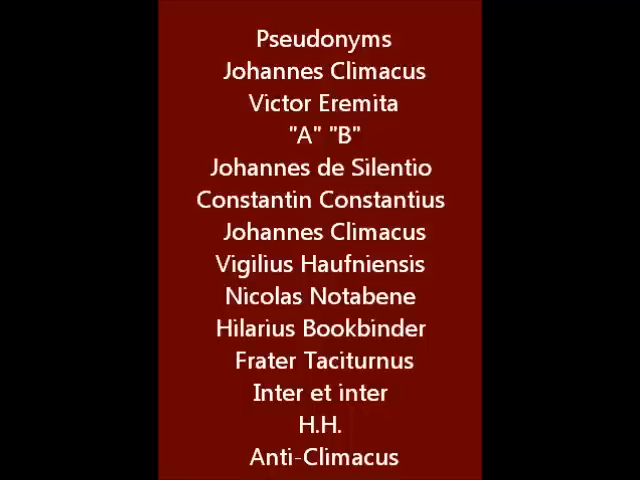 Pseudonyms
Johannes Climacus
Victor Eremita
"A" "B"
Johannes de Silentio
Constantin Constantius
Johannes Climacus
Vigilius Haufniensis
Nicolas Notabene
Hilarius Bookbinder
Frater Taciturnus
Inter et inter
H.H.
Anti-Climacus